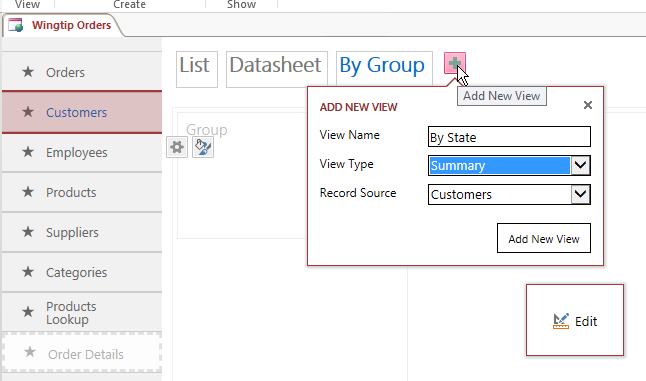 View Create Show
Wingtip Orders
Orders
Customers
Employees
Products
Suppliers
Categories
Products
Lookup
Order Details
List Datasheet By Group
Add New View
Group
ADD NEW VIEW
View Name By State
View Type Summary
Record Source Customers
Add New View
Edit